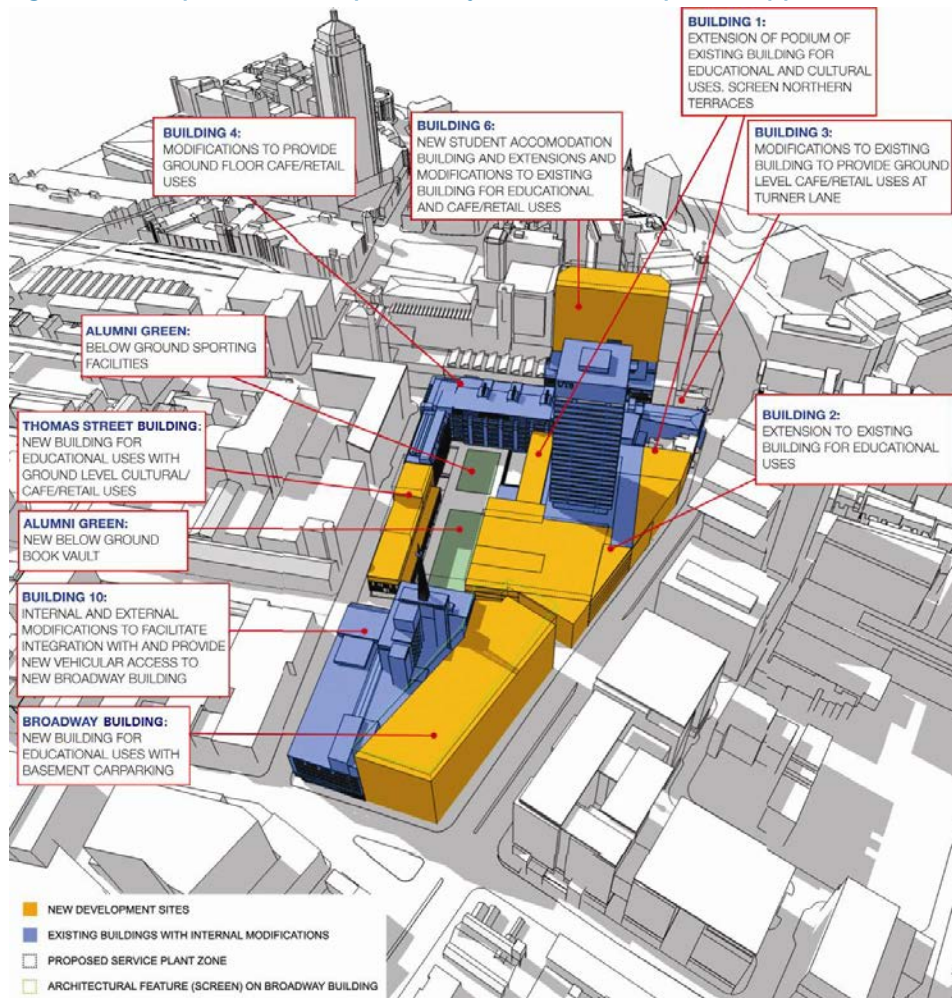 BUILDING 1:
EXTENSION OF PODIUM OF
EXISTING BUILDING FOR
EDUCATIONAL AND CULTURAL
USES. SCREEN NORTHERN
TERRACES
BUILDING 4:
MODIFICATIONS TO PROVIDE
GROUND FLOOR CAFE/RETAIL
USES
BUILDING 6:
NEW STUDENT ACCOMODATION
BUILDING AND EXTENSIONS AND
MODIFICATIONS TO EXISTING
BUILDING FOR EDUCATIONAL
AND CAFE/RETAIL USES
BUILDING 3:
MODIFICATIONS TO EXISTING
BUILDING TO PROVIDE GROUND
LEVEL CAFE/RETAIL USES AT
TURNER LANE
ALUMNI GREEN:
BELOW GROUND SPORTING
FACILITIES
UTS
THOMAS STREET BUILDING:
NEW BUILDING FOR
EDUCATIONAL USES WITH
GROUND LEVEL CULTURAL/
CAFE/RETAIL USES
BUILDING 2:
EXTENSION TO EXISTING
BUILDING FOR EDUCATIONAL
USES
ALUMNI GREEN:
NEW BELOW GROUND
BOOK VAULT
BUILDING 10:
INTERNAL AND EXTERNAL
MODIFICATIONS TO FACILITATE
INTEGRATION WITH AND PROVIDE
NEW VEHICULAR ACCESS TO
NEW BROADWAY BUILDING
BROADWAY BUILDING:
NEW BUILDING FOR
EDUCATIONAL USES WITH
BASEMENT CARPARKING
NEW DEVELOPMENT SITES
EXISTING BUILDINGS WITH INTERNAL MODIFICATIONS
PROPOSED SERVICE PLANT ZONE
ARCHITECTURAL FEATURE (SCREEN) ON BROADWAY BUILDING